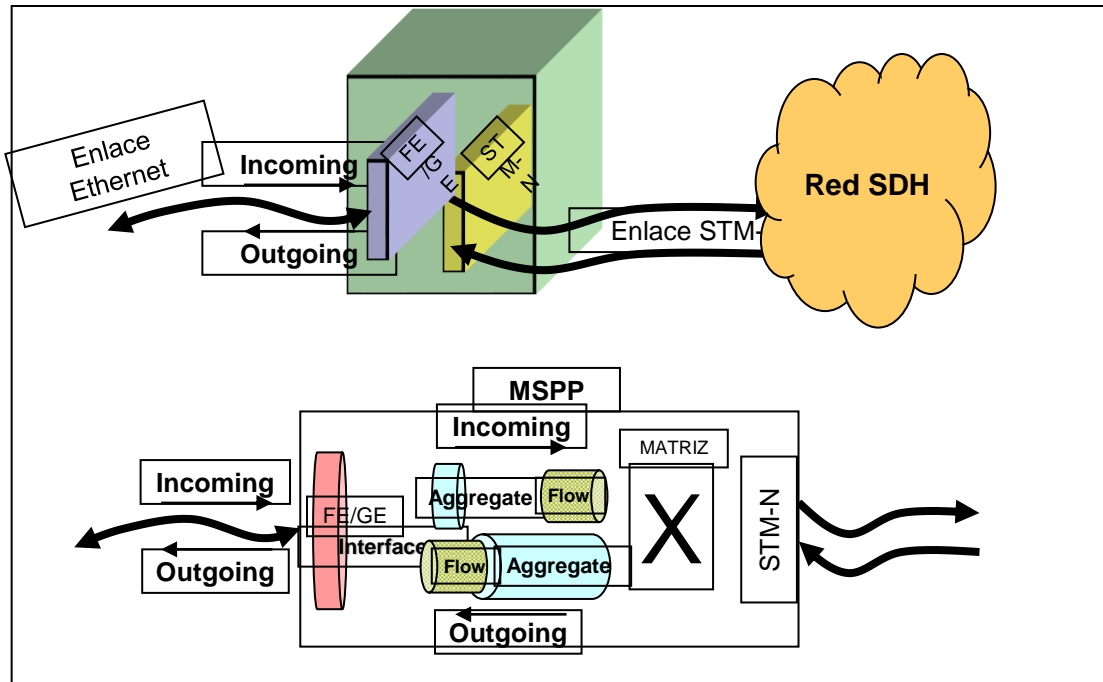 Enlace
Ethernet
Incoming
Outgoing
FE
/G
E
ST
M-
N
Enlace STM-
Red SDH
MSPP
Incoming
MATRIZ
Incoming
Aggregate
Flow
FE/GE
Interface
X
STM-N
Flow
Aggregate
Outgoing
Outgoing